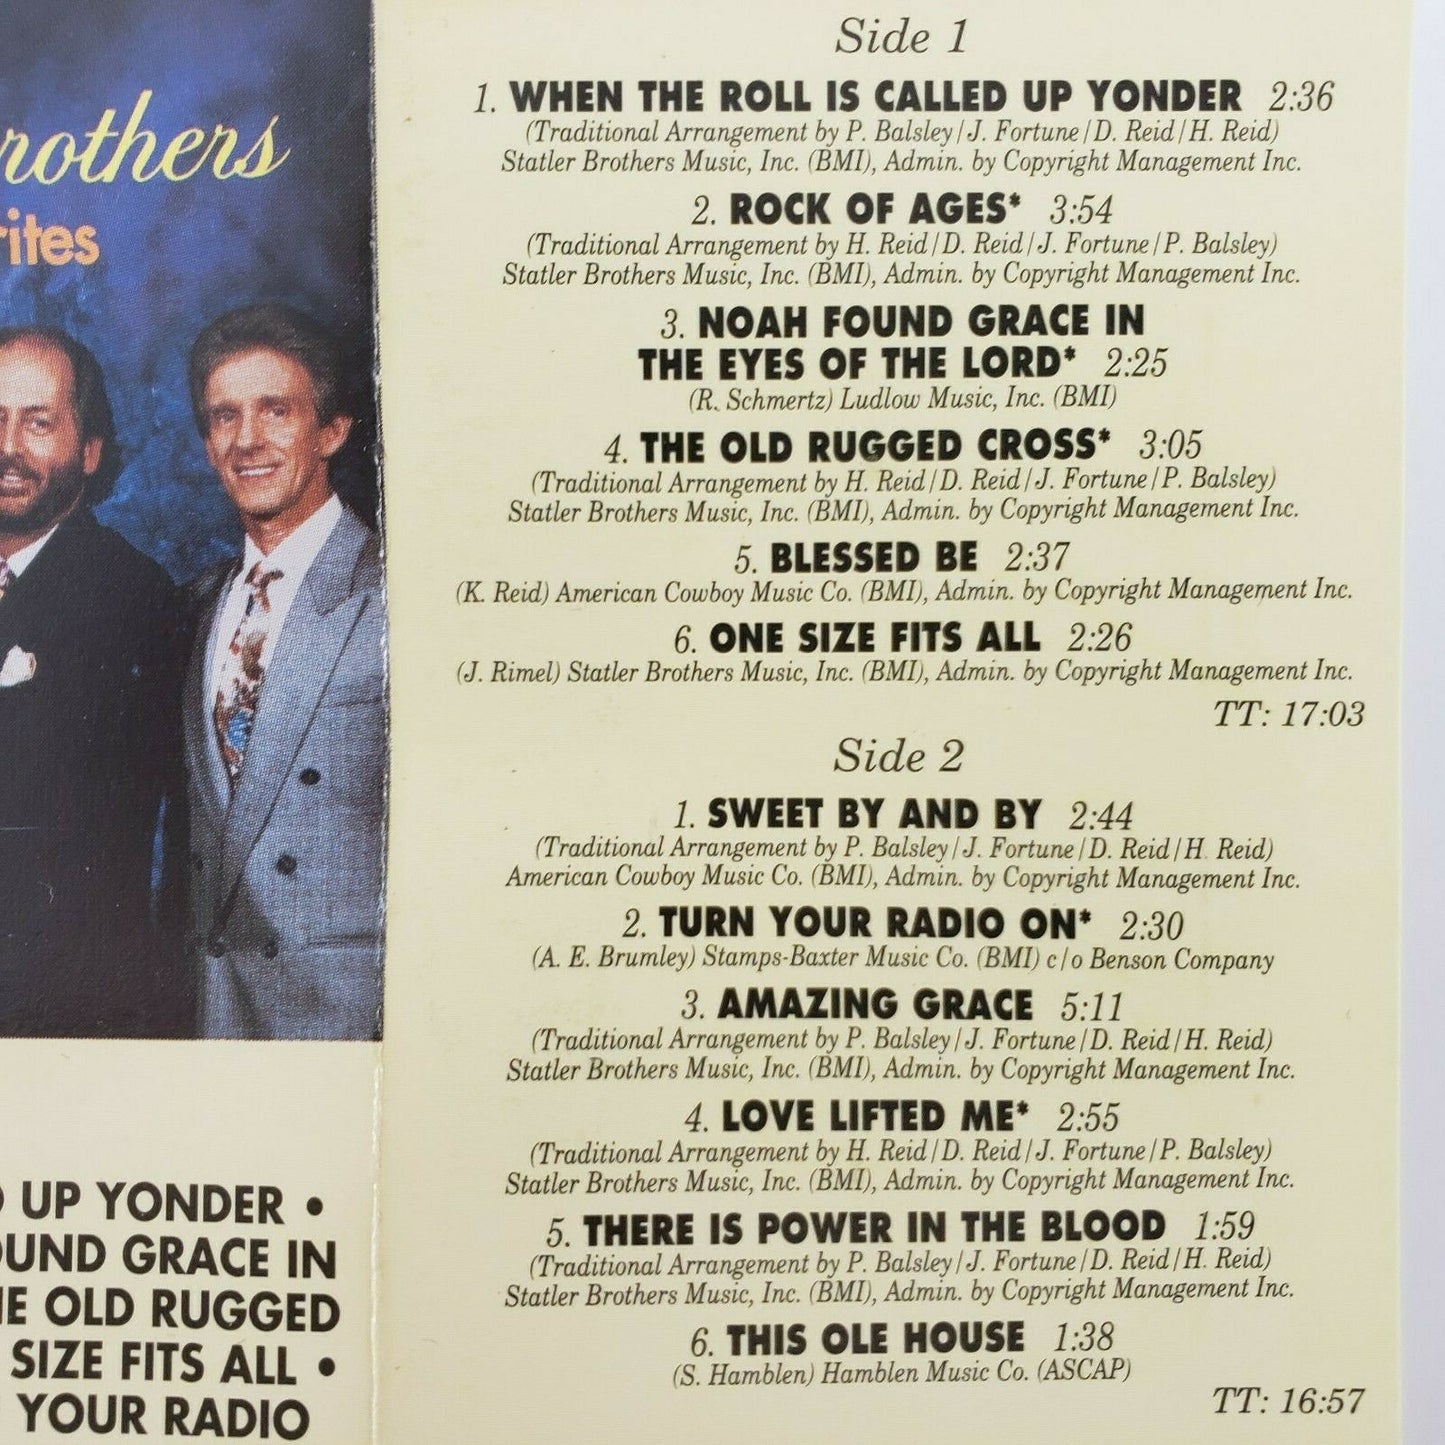 rothers
rites
UP YONDER •
OUND GRACE IN
E OLD RUGGED
SIZE FITS ALL •
YOUR RADIO
Side 1
1. WHEN THE ROLL IS CALLED UP YONDER 2:36
(Traditional Arrangement by P. Balsley/J. Fortune/D. Reid/H. Reid)
Statler Brothers Music, Inc. (BMI), Admin. by Copyright Management Inc.
2. ROCK OF AGES* 3:54
(Traditional Arrangement by H. Reid/D. Reid/J. Fortune/P. Balsley)
Statler Brothers Music, Inc. (BMI), Admin. by Copyright Management Inc.
3. NOAH FOUND GRACE IN
THE EYES OF THE LORD* 2:25
(R. Schmertz) Ludlow Music, Inc. (BMI)
4. THE OLD RUGGED CROSS* 3:05
(Traditional Arrangement by H. Reid/D. Reid/J. Fortune/P. Balsley)
Statler Brothers Music, Inc. (BMI), Admin. by Copyright Management Inc.
5. BLESSED BE 2:37
(K. Reid) American Cowboy Music Co. (BMI), Admin. by Copyright Management Inc.
6. ONE SIZE FITS ALL 2:26
(J. Rimel) Statler Brothers Music, Inc. (BMI), Admin. by Copyright Management Inc.
TT: 17:03
Side 2
1. SWEET BY AND BY 2:44
(Traditional Arrangement by P. Balsley/J. Fortune/D. Reid/H. Reid)
American Cowboy Music Co. (BMI), Admin. by Copyright Management Inc.
2. TURN YOUR RADIO ON* 2:30
(A. E. Brumley) Stamps-Baxter Music Co. (BMI) c/o Benson Company
3. AMAZING GRACE 5:11
(Traditional Arrangement by P. Balsley/J. Fortune/D. Reid/H. Reid)
Statler Brothers Music, Inc. (BMI), Admin. by Copyright Management Inc.
4. LOVE LIFTED ME* 2:55
(Traditional Arrangement by H. Reid/D. Reid/J. Fortune/P. Balsley)
Statler Brothers Music, Inc. (BMI), Admin. by Copyright Management Inc.
5. THERE IS POWER IN THE BLOOD 1:59
(Traditional Arrangement by P. Balsley/J. Fortune/D. Reid/H. Reid)
Statler Brothers Music, Inc. (BMI), Admin. by Copyright Management Inc.
6. THIS OLE HOUSE 1:38
(S. Hamblen) Hamblen Music Co. (ASCAP)
TT: 16:57